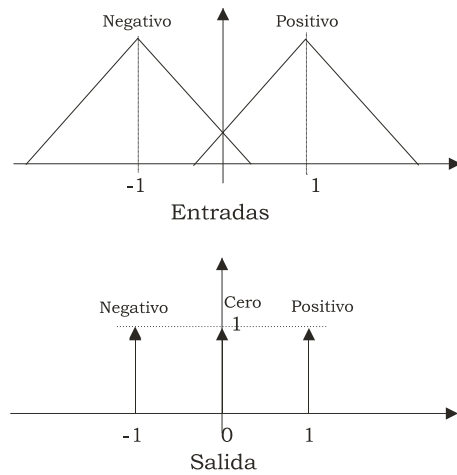 Negativo Positivo
-1 1
Entradas
Negativo Cero Positivo
1
-1 0 1
Salida